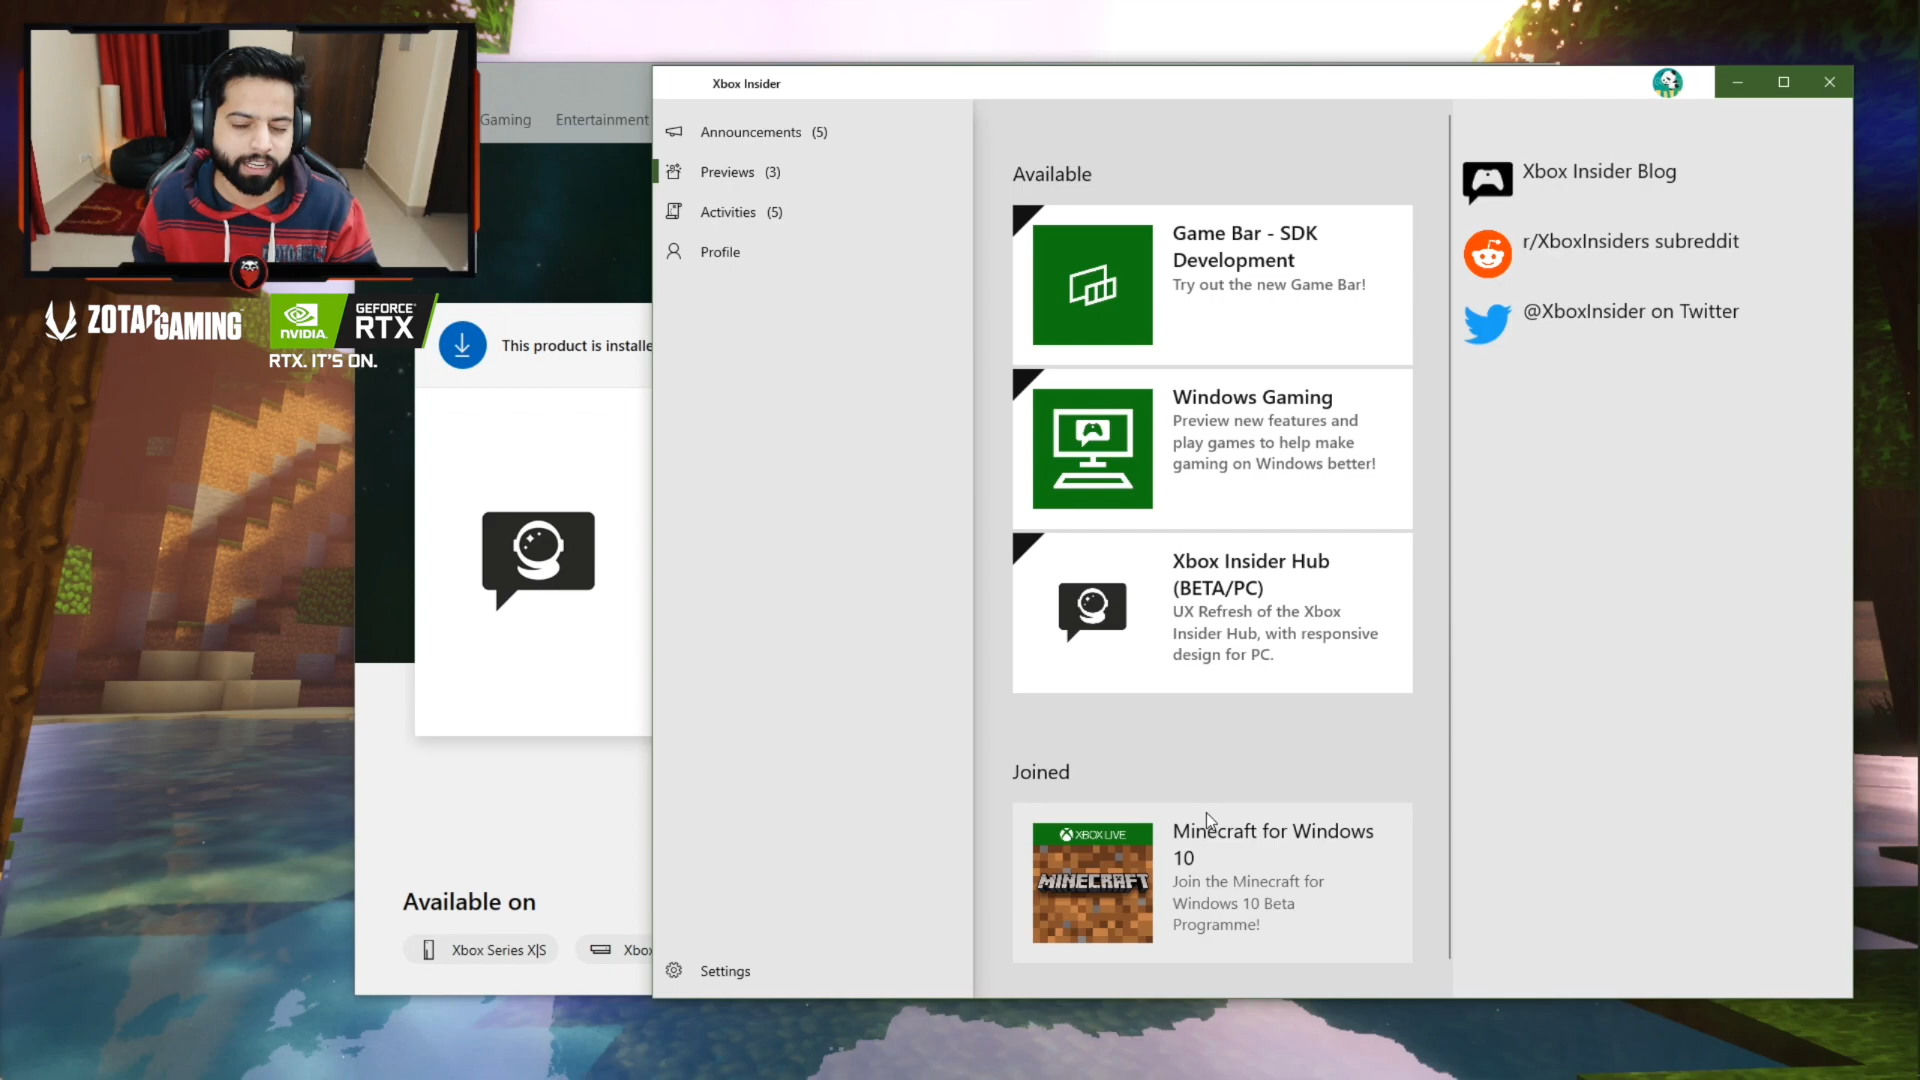 Xbox Insider
Gaming Entertainment
Announcements (5)
Previews (3)
Activities (5)
Profile
Settings
Available
Game Bar - SDK
Development
Try out the new Game Bar!
Windows Gaming
Preview new features and
play games to help make
gaming on Windows better!
Xbox Insider Hub
(BETA/PC)
UX Refresh of the Xbox
Insider Hub, with responsive
design for PC.
Joined
XBOX LIVE
MINECRAFT
Minecraft for Windows
10
Join the Minecraft for
Windows 10 Beta
Programme!
Xbox Insider Blog
r/XboxInsiders subreddit
@XboxInsider on Twitter
ZOTAC GAMING
NVIDIA.
GEFORCE
RTX
RTX. IT'S ON.
This product is installe
Available on
Xbox Series X|S
Xbox